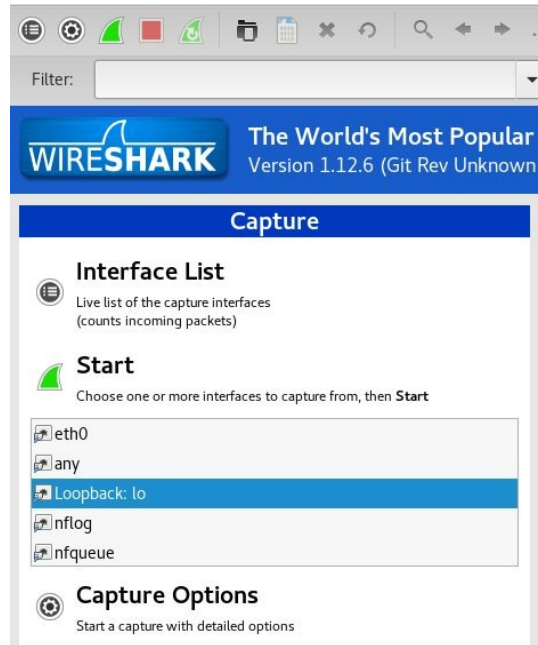 Filter:
WIRESHARK
The World's Most Popular
Version 1.12.6 (Git Rev Unknown
Capture
Interface List
Live list of the capture interfaces
(counts incoming packets)
Start
Choose one or more interfaces to capture from, then Start
eth0
any
Loopback: lo
nflog
nfqueue
Capture Options
Start a capture with detailed options